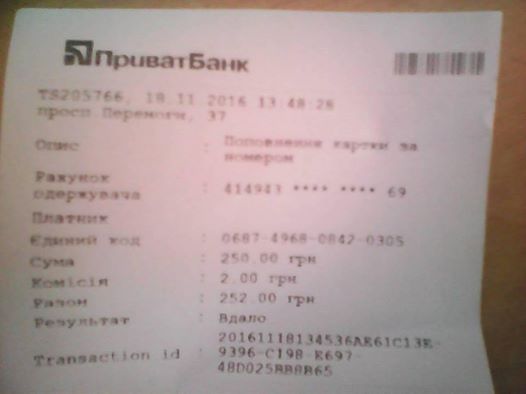 ПриватБанк
TS205766, 18.11.2016 13:48:28
просп.Перемоги, 37
Опис : Поповнення картки за
номером
Рахунок
одержувача : 414943 **** **** 69
Платник
Єдиний код : 0687-4968-0842-0305
Сума : 250.00 грн
Комісія : 2.00 грн
Разом : 252.00 грн
Результат : Вдало
Transaction id : 20161118134536AE61C13E-
9396-C198-E697-
48D025BB8B65